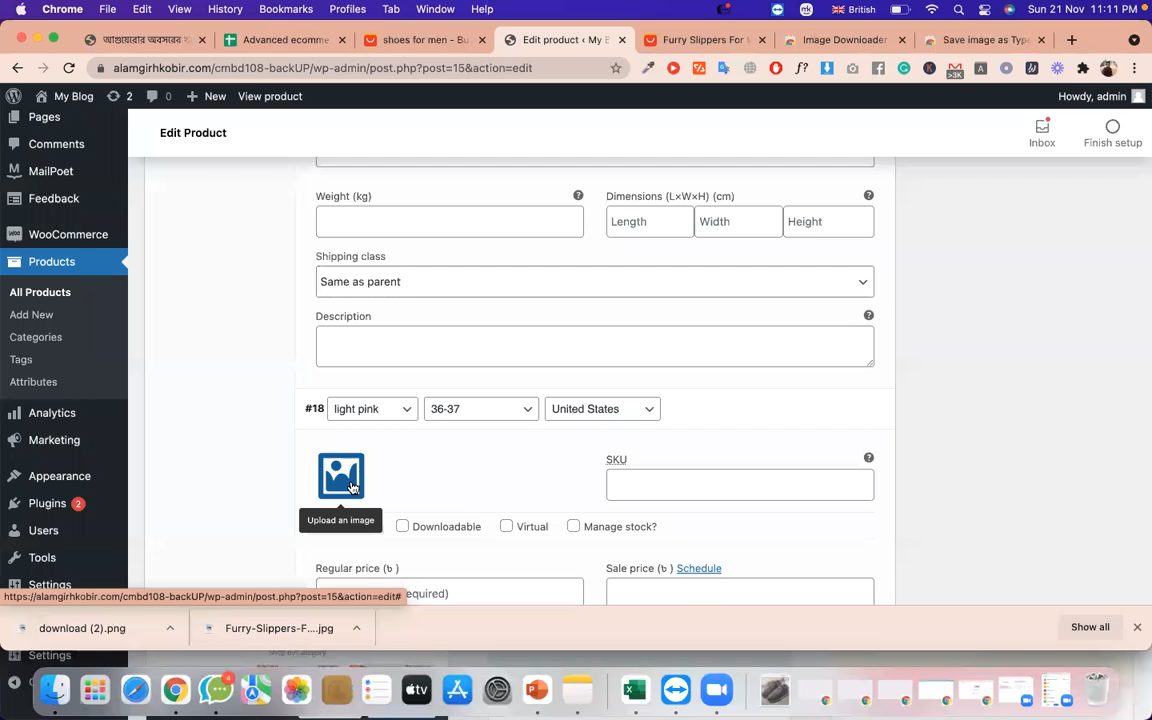 Chrome File Edit View History Bookmarks Profiles Tab Window Help British Sun 21 Nov 11:11 PM
আগুয়েরোর অবসরের খ Advanced ecomme shoes for men - Bu Edit product ‹ My B Furry Slippers For M Image Downloader Save image as Type
alamgirhkobir.com/cmbd108-backUP/wp-admin/post.php?post=15&action=edit
>3K
My Blog 2 0 New View product Howdy, admin
Pages
Edit Product
Inbox Finish setup
Comments
MailPoet
Feedback
WooCommerce
Products
All Products
Add New
Categories
Tags
Attributes
Analytics
Marketing
Appearance
Plugins 2
Users
Tools
Settings
Settings
Weight (kg) Dimensions (L×W×H) (cm)
Length Width Height
Shipping class
Same as parent
Description
#18 light pink 36-37 United States
SKU
Upload an image
Downloadable Virtual Manage stock?
Regular price (৳ ) Sale price (৳ ) Schedule
equired)
https://alamgirhkobir.com/cmbd108-backUP/wp-admin/post.php?post=15&action=edit#
download (2).png Furry-Slippers-F....jpg Show all
4
tv